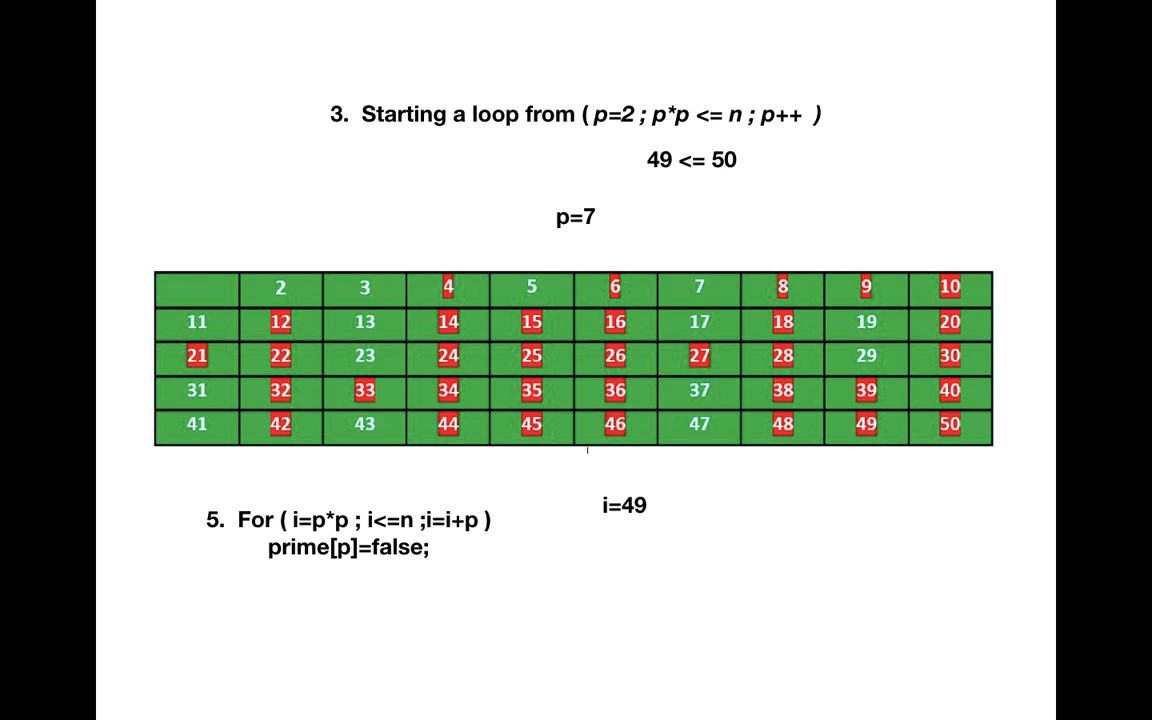 3. Starting a loop from ( p=2 ; p*p <= n ; p++ )
49 <= 50
p=7
2 3 4 5 6 7 8 9 10
11 12 13 14 15 16 17 18 19 20
21 22 23 24 25 26 27 28 29 30
31 32 33 34 35 36 37 38 39 40
41 42 43 44 45 46 47 48 49 50
i=49
5. For ( i=p*p ; i<=n ;i=i+p )
prime[p]=false;